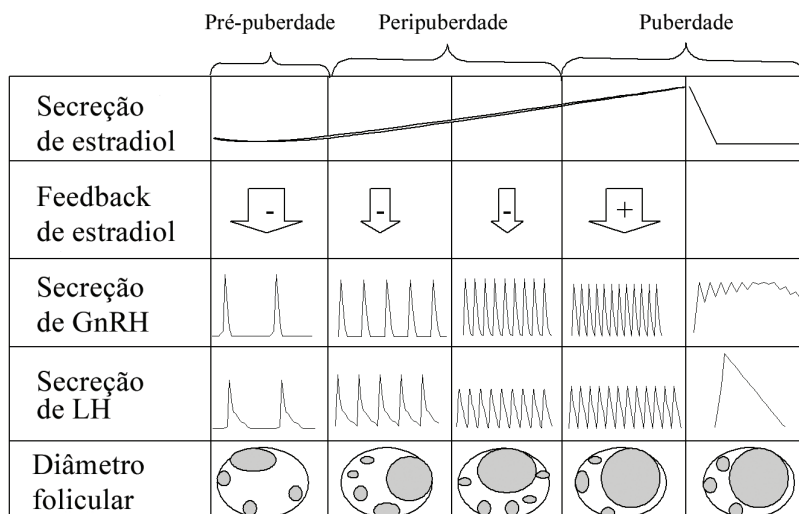 Pré-puberdade Peripuberdade Puberdade
Secreção
de estradiol
Feedback
de estradiol
- - - +
Secreção
de GnRH
Secreção
de LH
Diâmetro
folicular